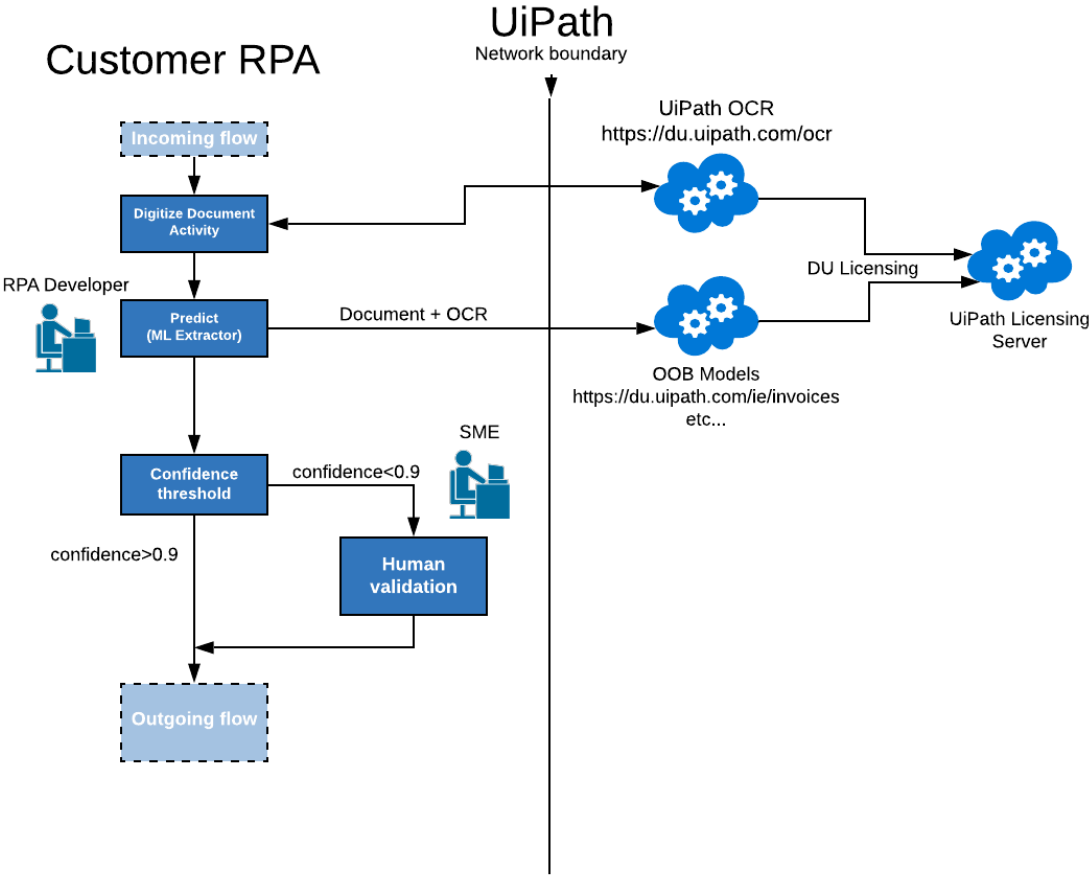 UiPath
Network boundary
Customer RPA
Incoming flow
UiPath OCR
https://du.uipath.com/ocr
Digitize Document
Activity
DU Licensing
UiPath Licensing
Server
RPA Developer
Predict
(ML Extractor)
Document + OCR
OOB Models
https://du.uipath.com/ie/invoices
etc...
SME
Confidence
threshold
confidence<0.9
confidence>0.9
Human
validation
Outgoing flow